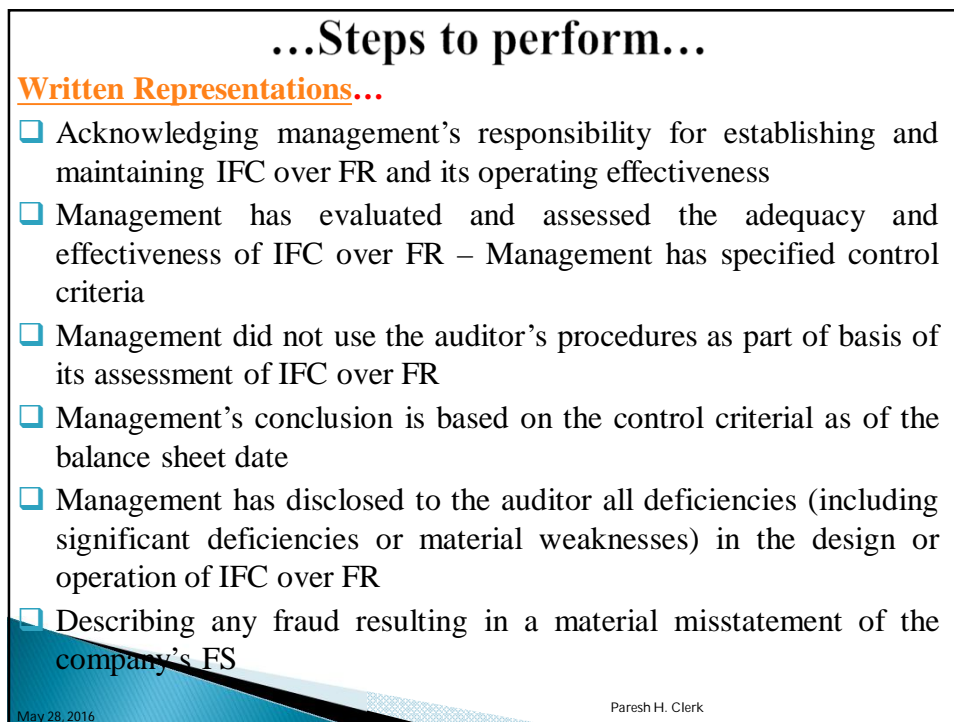 …Steps to perform…
Written Representations…
Acknowledging management’s responsibility for establishing and
maintaining IFC over FR and its operating effectiveness
Management has evaluated and assessed the adequacy and
effectiveness of IFC over FR – Management has specified control
criteria
Management did not use the auditor’s procedures as part of basis of
its assessment of IFC over FR
Management’s conclusion is based on the control criterial as of the
balance sheet date
Management has disclosed to the auditor all deficiencies (including
significant deficiencies or material weaknesses) in the design or
operation of IFC over FR
Describing any fraud resulting in a material misstatement of the
company’s FS
May 28, 2016
Paresh H. Clerk